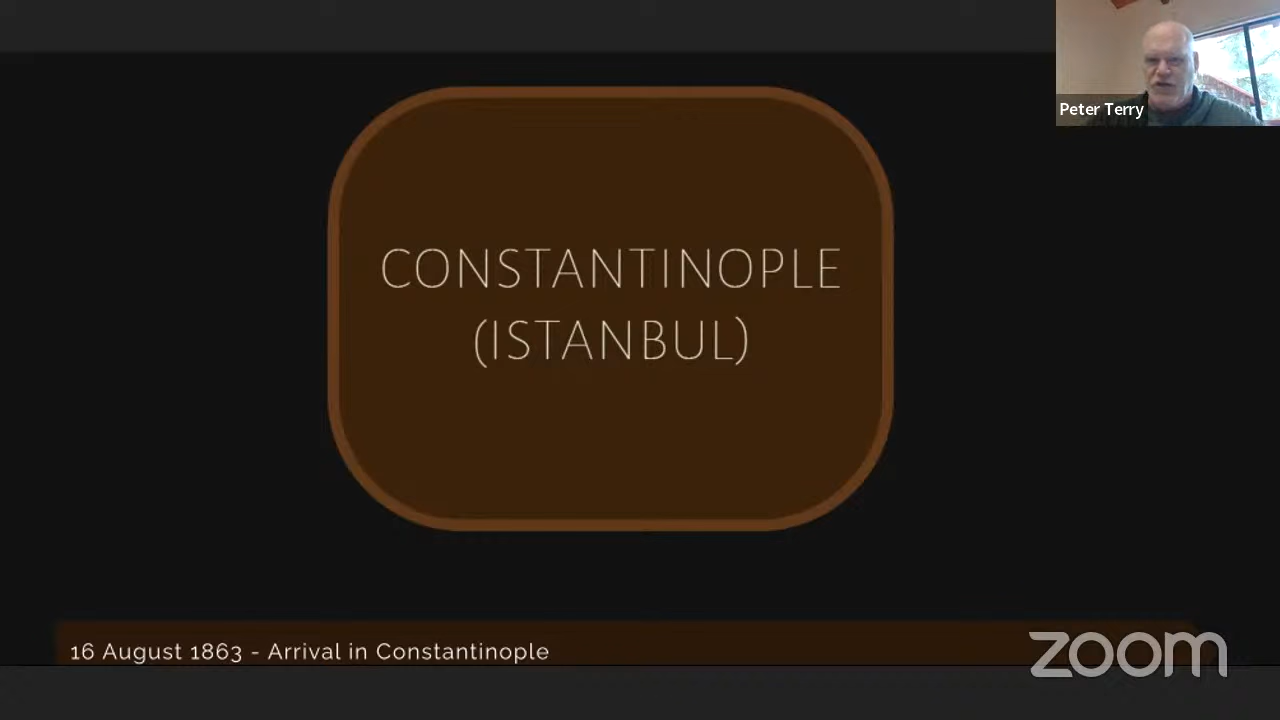 Peter Terry
CONSTANTINOPLE
(ISTANBUL)
16 August 1863 - Arrival in Constantinople
zoom